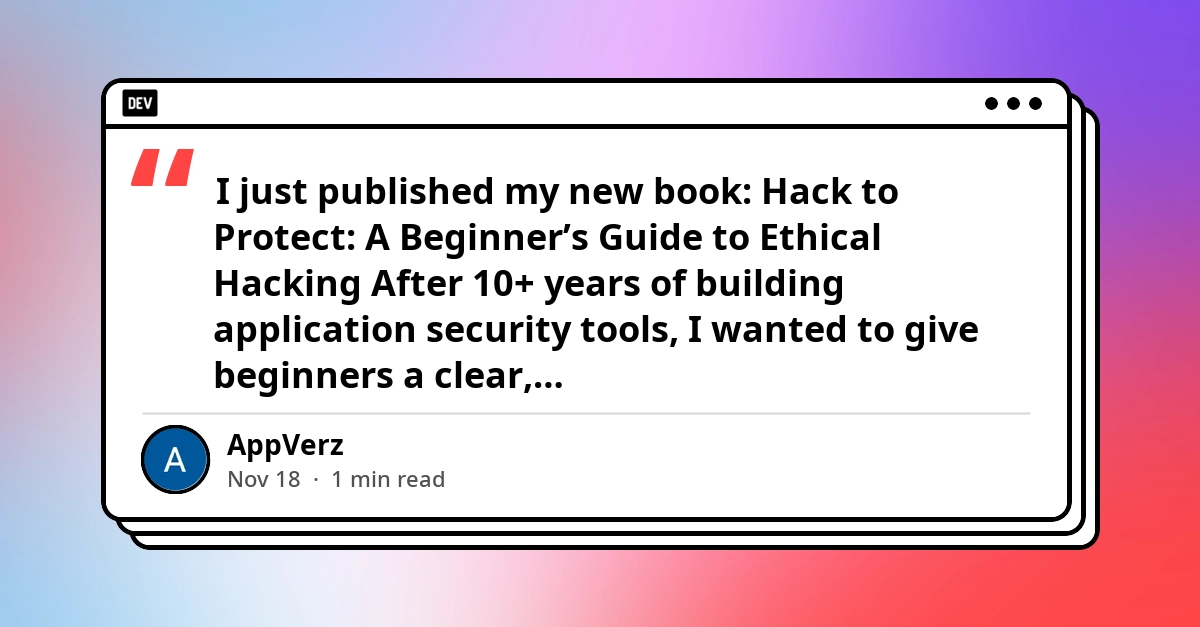 DEV
“ I just published my new book: Hack to
Protect: A Beginner’s Guide to Ethical
Hacking After 10+ years of building
application security tools, I wanted to give
beginners a clear,...
A
AppVerz
Nov 18 · 1 min read